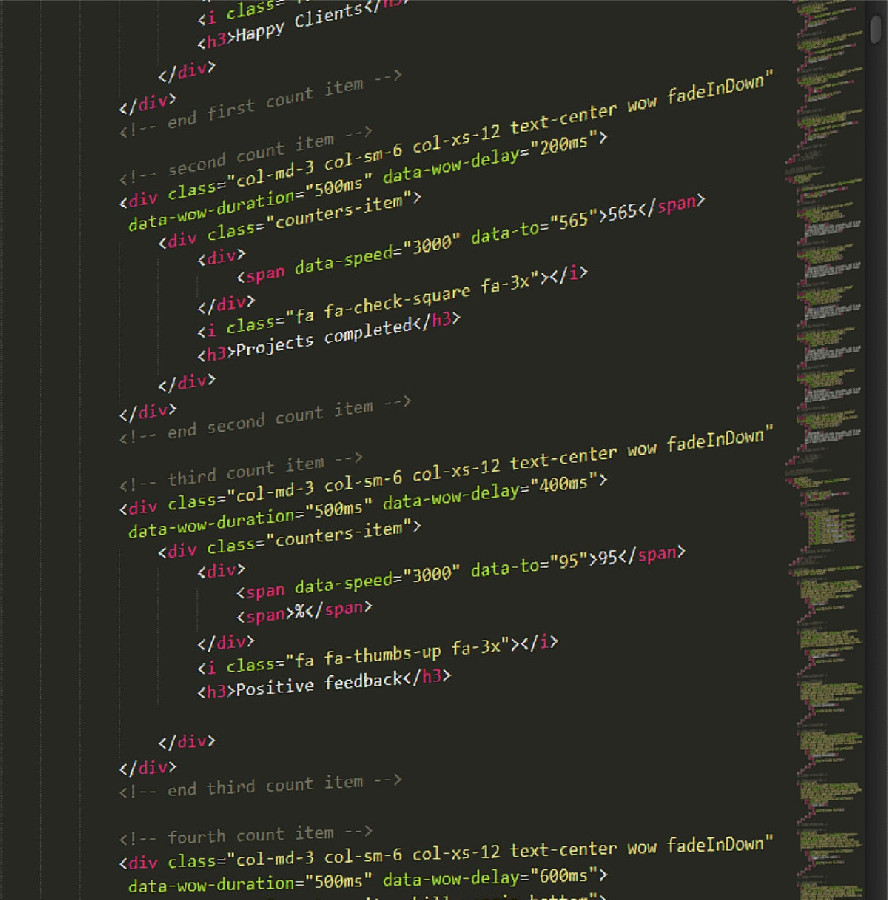 <i class=
<h3>Happy Clients</h3>
</div>
</div>
<!-- end first count item -->
<!-- second count item -->
<div class="col-md-3 col-sm-6 col-xs-12 text-center wow fadeInDown"
data-wow-duration="500ms" data-wow-delay="200ms">
<div class="counters-item">
<div>
<span data-speed="3000" data-to="565">565</span>
</div>
<i class="fa fa-check-square fa-3x"></i>
<h3>Projects completed</h3>
</div>
</div>
<!-- end second count item -->
<!-- third count item -->
<div class="col-md-3 col-sm-6 col-xs-12 text-center wow fadeInDown"
data-wow-duration="500ms" data-wow-delay="400ms">
<div class="counters-item">
<div>
<span data-speed="3000" data-to="95">95</span>
<span>%</span>
</div>
<i class="fa fa-thumbs-up fa-3x"></i>
<h3>Positive feedback</h3>
</div>
</div>
<!-- end third count item -->
<!-- fourth count item -->
<div class="col-md-3 col-sm-6 col-xs-12 text-center wow fadeInDown"
data-wow-duration="500ms" data-wow-delay="600ms">